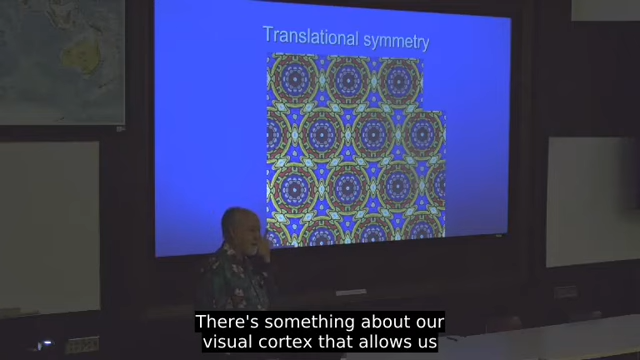 Translational symmetry
There's something about our
visual cortex that allows us